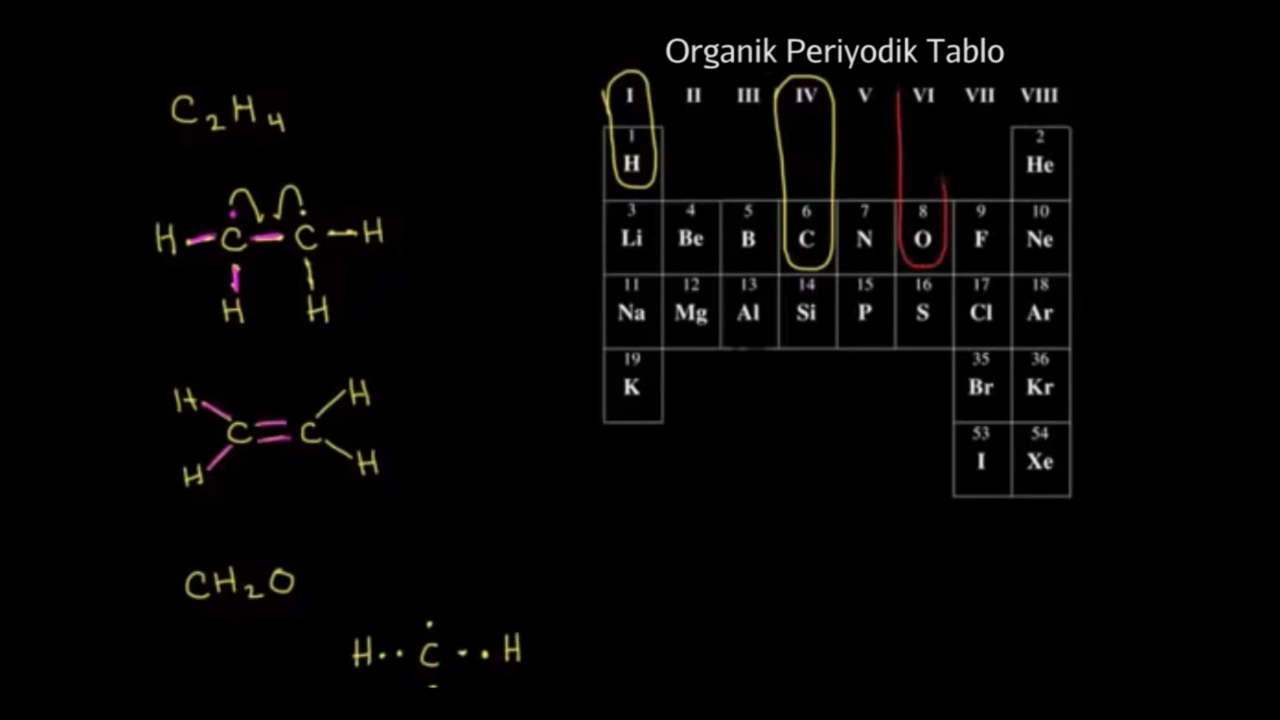 Organik Periyodik Tablo
C2H4
H C C H
H H
H H
C = C
H H
CH2O
H·· C ··H
I II III IV V VI VII VIII
1 2
H He
3 4 5 6 7 8 9 10
Li Be B C N O F Ne
11 12 13 14 15 16 17 18
Na Mg Al Si P S Cl Ar
19 35 36
K Br Kr
53 54
I Xe